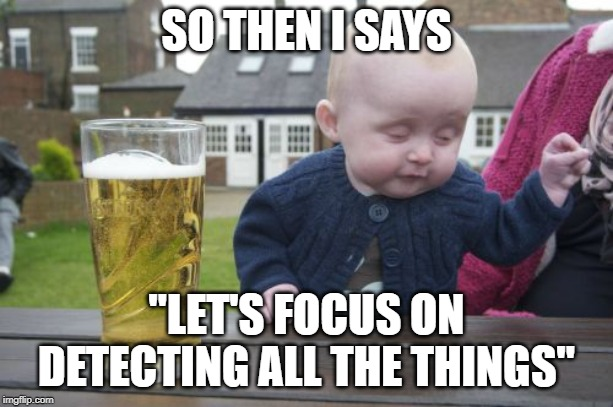 SO THEN I SAYS
"LET'S FOCUS ON
DETECTING ALL THE THINGS"
imgflip.com